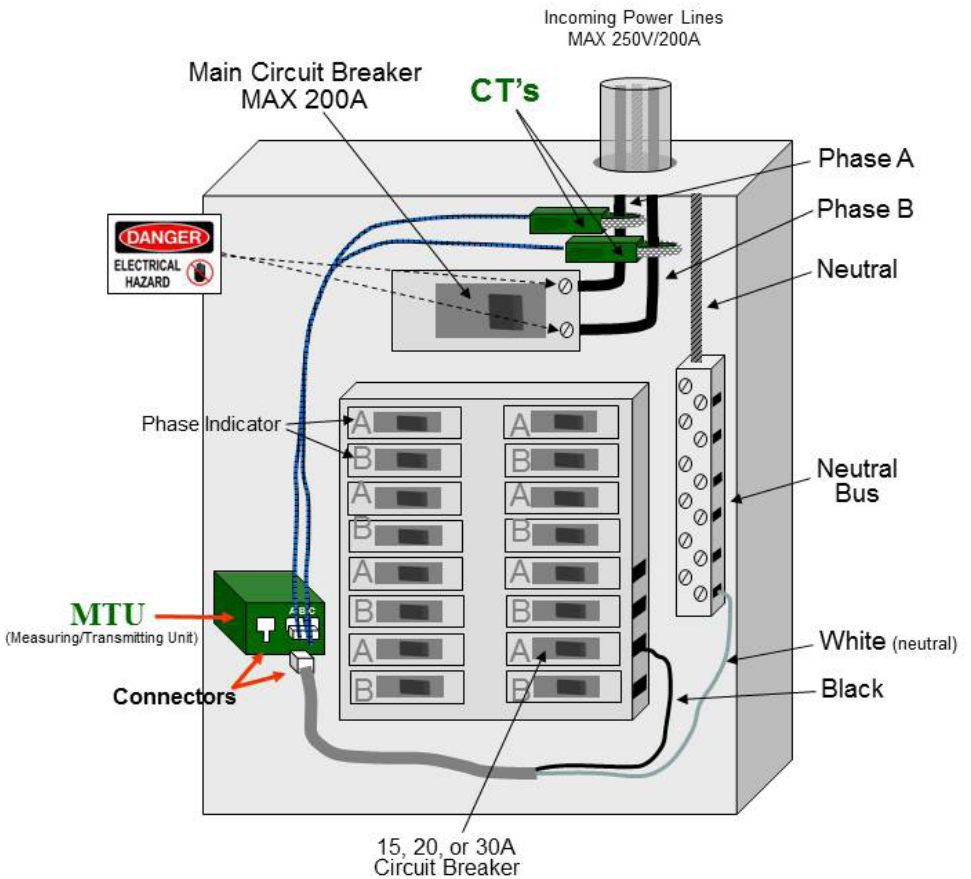 Incoming Power Lines
MAX 250V/200A
Main Circuit Breaker
MAX 200A
CT's
Phase A
Phase B
Neutral
DANGER
ELECTRICAL
HAZARD
Phase Indicator
A
A
B
B
A
A
B
B
A
A
B
B
A
A
B
B
Neutral
Bus
A B C
MTU
(Measuring/Transmitting Unit)
Connectors
White (neutral)
Black
15, 20, or 30A
Circuit Breaker